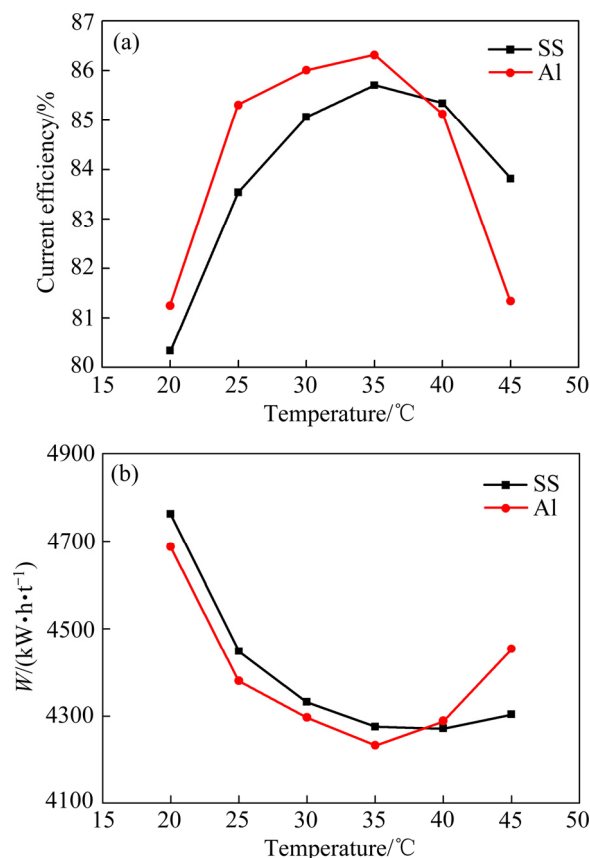 (a)
SS
Al
Current efficiency/%
87
86
85
84
83
82
81
80
15 20 25 30 35 40 45 50
Temperature/℃
(b)
SS
Al
W/(kW•h•t⁻¹)
4900
4700
4500
4300
4100
15 20 25 30 35 40 45 50
Temperature/℃